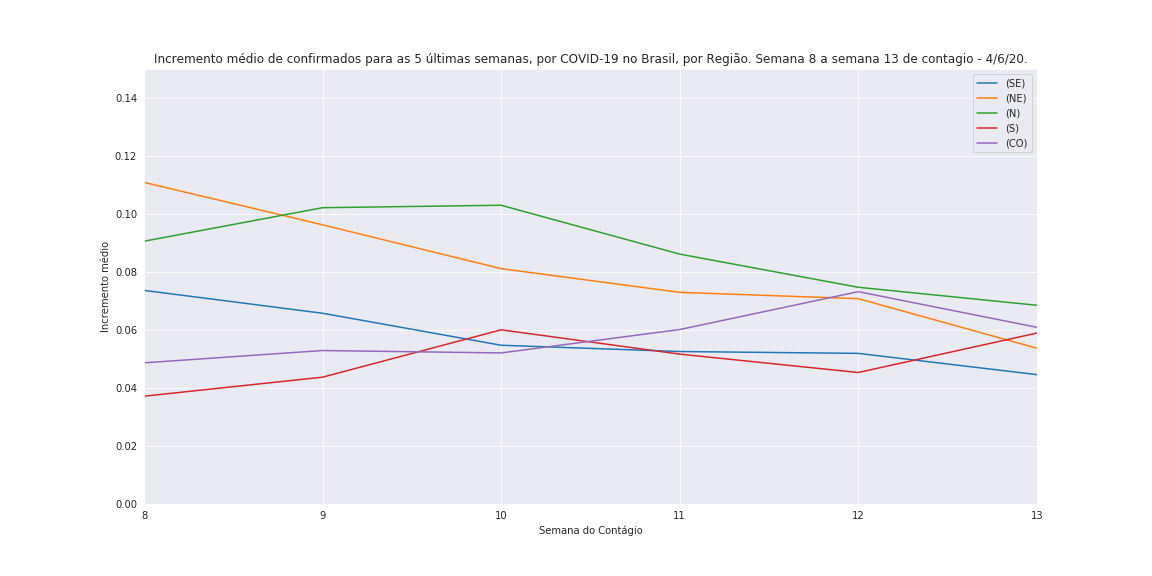 Incremento médio de confirmados para as 5 últimas semanas, por COVID-19 no Brasil, por Região. Semana 8 a semana 13 de contagio - 4/6/20.
(SE)
(NE)
(N)
(S)
(CO)
Incremento médio
0.14
0.12
0.10
0.08
0.06
0.04
0.02
0.00
8 9 10 11 12 13
Semana do Contágio